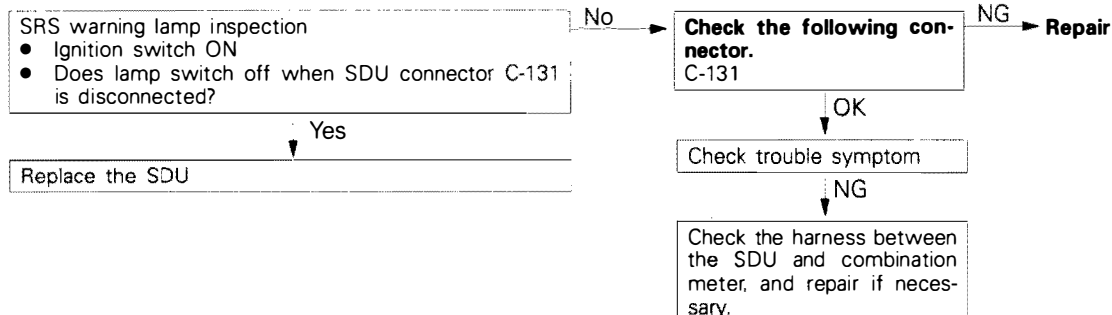 SRS warning lamp inspection
● Ignition switch ON
● Does lamp switch off when SDU connector C-131
is disconnected?
No
Check the following con-
nector.
C-131
NG
Repair
Yes
OK
Replace the SDU
Check trouble symptom
NG
Check the harness between
the SDU and combination
meter, and repair if neces-
sary.